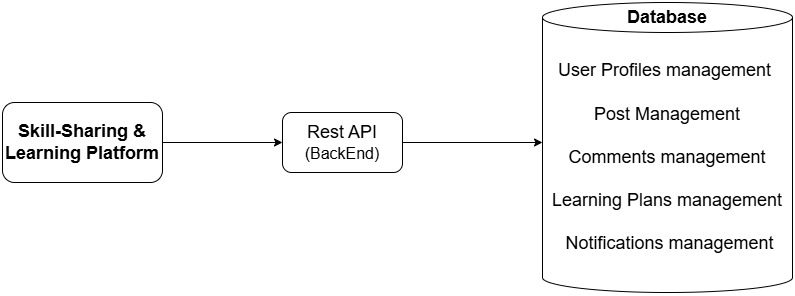 Skill-Sharing &
Learning Platform
Rest API
(BackEnd)
Database
User Profiles management
Post Management
Comments management
Learning Plans management
Notifications management